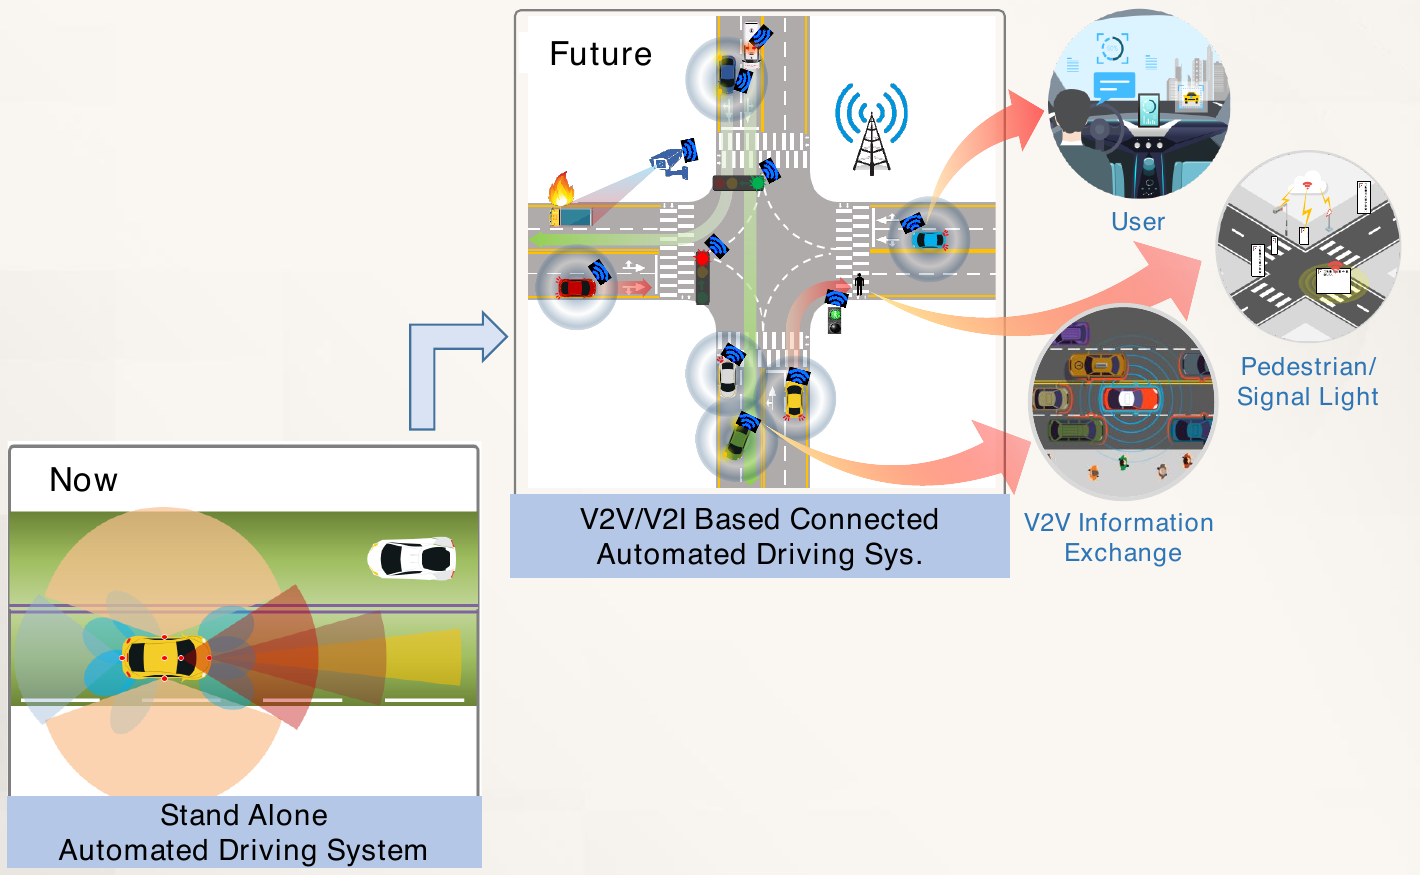 Future
User
Pedestrian/
Signal Light
V2V Information
Exchange
V2V/V2I Based Connected
Automated Driving Sys.
Now
Stand Alone
Automated Driving System